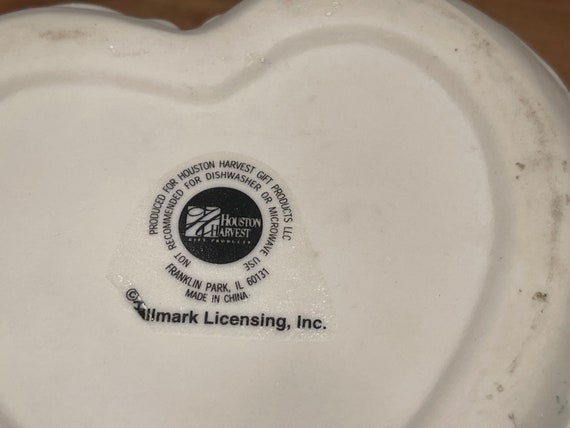 PRODUCED FOR HOUSTON HARVEST GIFT PRODUCTS LLC
NOT RECOMMENDED FOR DISHWASHER OR MICROWAVE USE
HOUSTON
HARVEST
GIFT PRODUCTS
FRANKLIN PARK, IL 60131
MADE IN CHINA
© llmark Licensing, Inc.